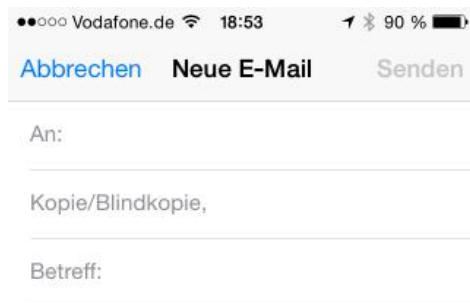 Vodafone.de 18:53 90 %
Abbrechen Neue E-Mail Senden
An:
Kopie/Blindkopie,
Betreff: